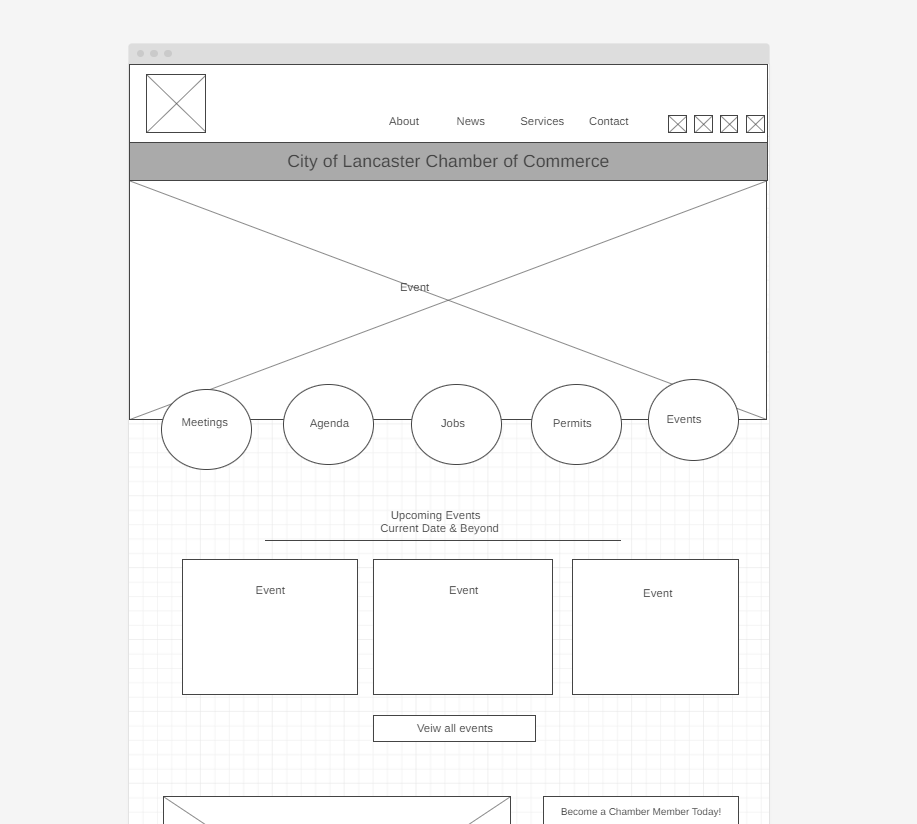 About News Services Contact
City of Lancaster Chamber of Commerce
Event
Meetings Agenda Jobs Permits Events
Upcoming Events
Current Date & Beyond
Event Event Event
Veiw all events
Become a Chamber Member Today!